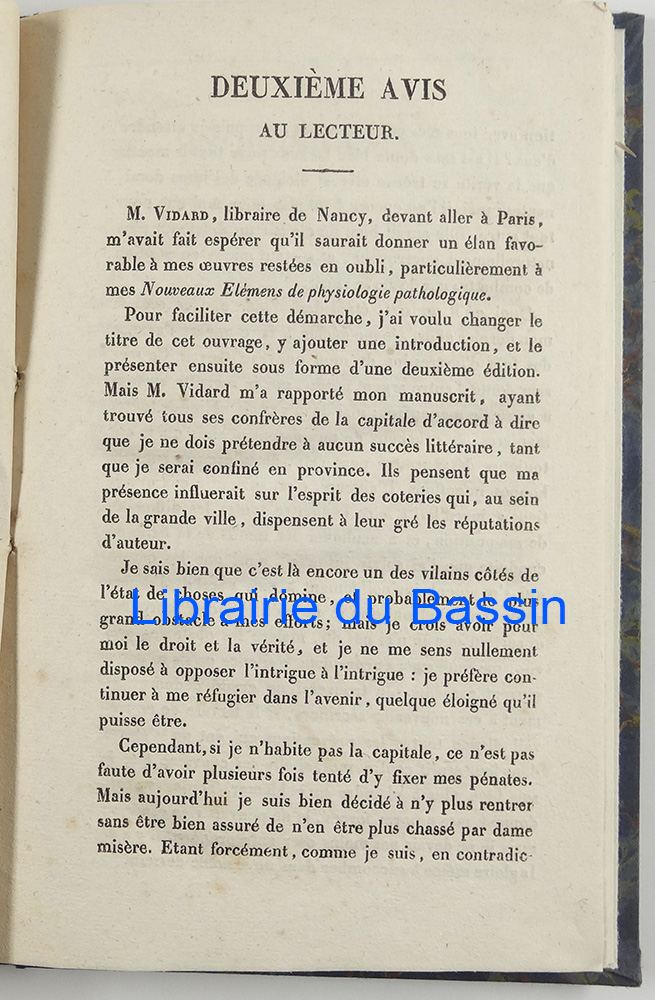 DEUXIÈME AVIS
AU LECTEUR.
M. VIDARD, libraire de Nancy, devant aller à Paris,
m'avait fait espérer qu'il saurait donner un élan favo-
rable à mes œuvres restées en oubli, particulièrement à
mes Nouveaux Elémens de physiologie pathologique.
Pour faciliter cette démarche, j'ai voulu changer le
titre de cet ouvrage, y ajouter une introduction, et le
présenter ensuite sous forme d'une deuxième édition.
Mais M. Vidard m'a rapporté mon manuscrit, ayant
trouvé tous ses confrères de la capitale d'accord à dire
que je ne dois prétendre à aucun succès littéraire, tant
que je serai confiné en province. Ils pensent que ma
présence influerait sur l'esprit des coteries qui, au sein
de la grande ville, dispensent à leur gré les réputations
d'auteur.
Je sais bien que c'est là encore un des vilains côtés de
l'état de choses qui domine, et probablement le plus
Librairie du Bassin
grand obstacle à mes efforts; mais je crois avoir pour
moi le droit et la vérité, et je ne me sens nullement
disposé à opposer l'intrigue à l'intrigue : je préfère con-
tinuer à me réfugier dans l'avenir, quelque éloigné qu'il
puisse être.
Cependant, si je n'habite pas la capitale, ce n'est pas
faute d'avoir plusieurs fois tenté d'y fixer mes pénates.
Mais aujourd'hui je suis bien décidé à n'y plus rentrer
sans être bien assuré de n'en être plus chassé par dame
misère. Etant forcément, comme je suis, en contradic-